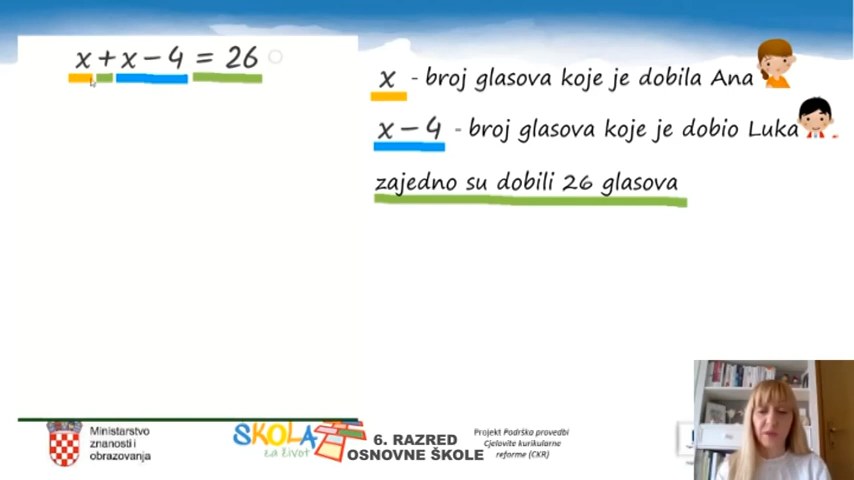 x + x − 4 = 26
x - broj glasova koje je dobila Ana
x − 4 - broj glasova koje je dobio Luka
zajedno su dobili 26 glasova
Ministarstvo
znanosti i
obrazovanja
ŠKOLA
za život
6. RAZRED
OSNOVNE ŠKOLE
Projekt Podrška provedbi
Cjelovite kurikularne
reforme (CKR)